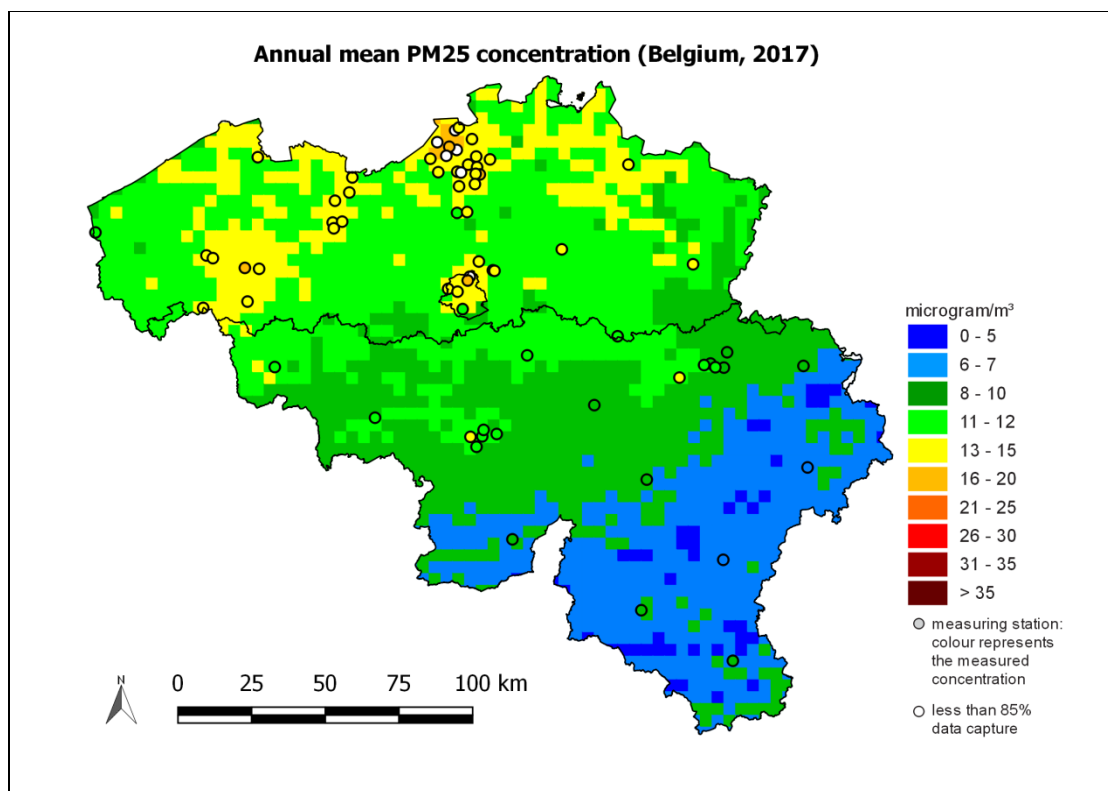 Annual mean PM25 concentration (Belgium, 2017)
microgram/m³
0 - 5
6 - 7
8 - 10
11 - 12
13 - 15
16 - 20
21 - 25
26 - 30
31 - 35
> 35
measuring station:
colour represents
the measured
concentration
less than 85%
data capture
N
0 25 50 75 100 km